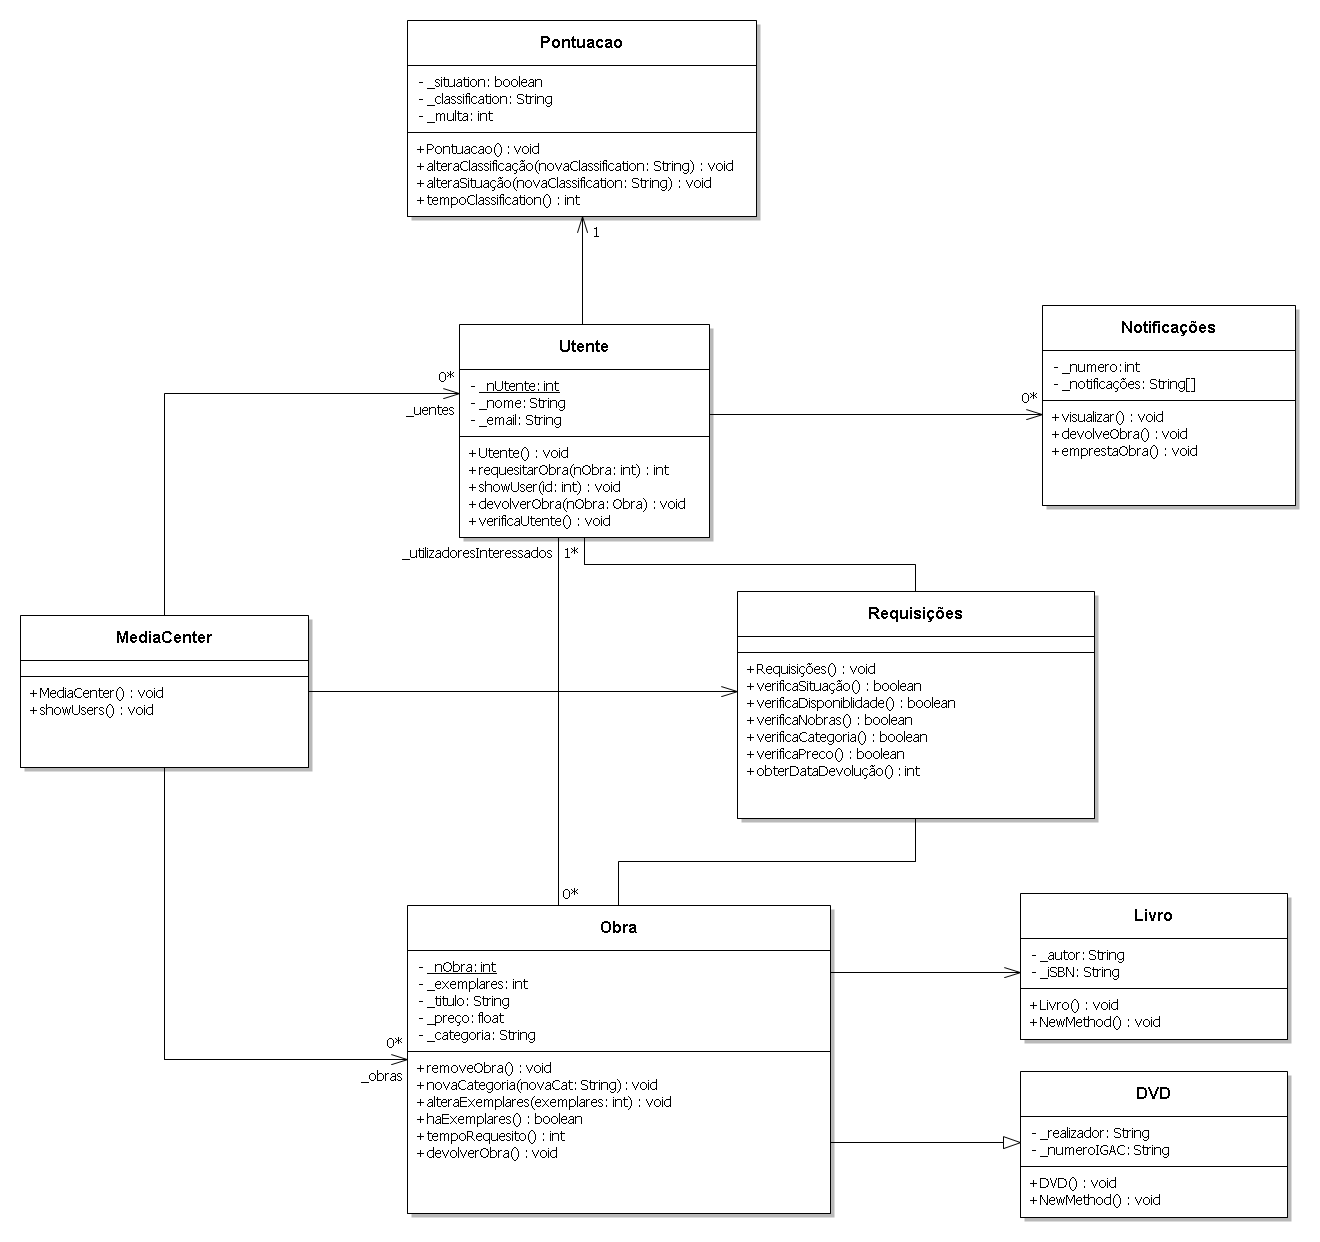 Pontuacao
- _situation: boolean
- _classification: String
- _multa: int
+Pontuacao() : void
+alteraClassificação(novaClassification: String) : void
+alteraSituação(novaClassification: String) : void
+tempoClassification() : int
1
Utente
- _nUtente: int
- _nome: String
- _email: String
+Utente() : void
+requesitarObra(nObra: int) : int
+showUser(id: int) : void
+devolverObra(nObra: Obra) : void
+verificaUtente() : void
0*
_uentes
Notificações
- _numero: int
- _notificações: String[]
+visualizar() : void
+devolveObra() : void
+emprestaObra() : void
0*
_utilizadoresInteressados
1*
MediaCenter
+MediaCenter() : void
+showUsers() : void
Requisições
+Requisições() : void
+verificaSituação() : boolean
+verificaDisponiblidade() : boolean
+verificaNobras() : boolean
+verificaCategoria() : boolean
+verificaPreco() : boolean
+obterDataDevolução() : int
0*
Obra
- _nObra: int
- _exemplares: int
- _titulo: String
- _preço: float
- _categoria: String
+removeObra() : void
+novaCategoria(novaCat: String) : void
+alteraExemplares(exemplares: int) : void
+haExemplares() : boolean
+tempoRequesito() : int
+devolverObra() : void
0*
_obras
Livro
- _autor: String
- _iSBN: String
+Livro() : void
+NewMethod() : void
DVD
- _realizador: String
- _numeroIGAC: String
+DVD() : void
+NewMethod() : void